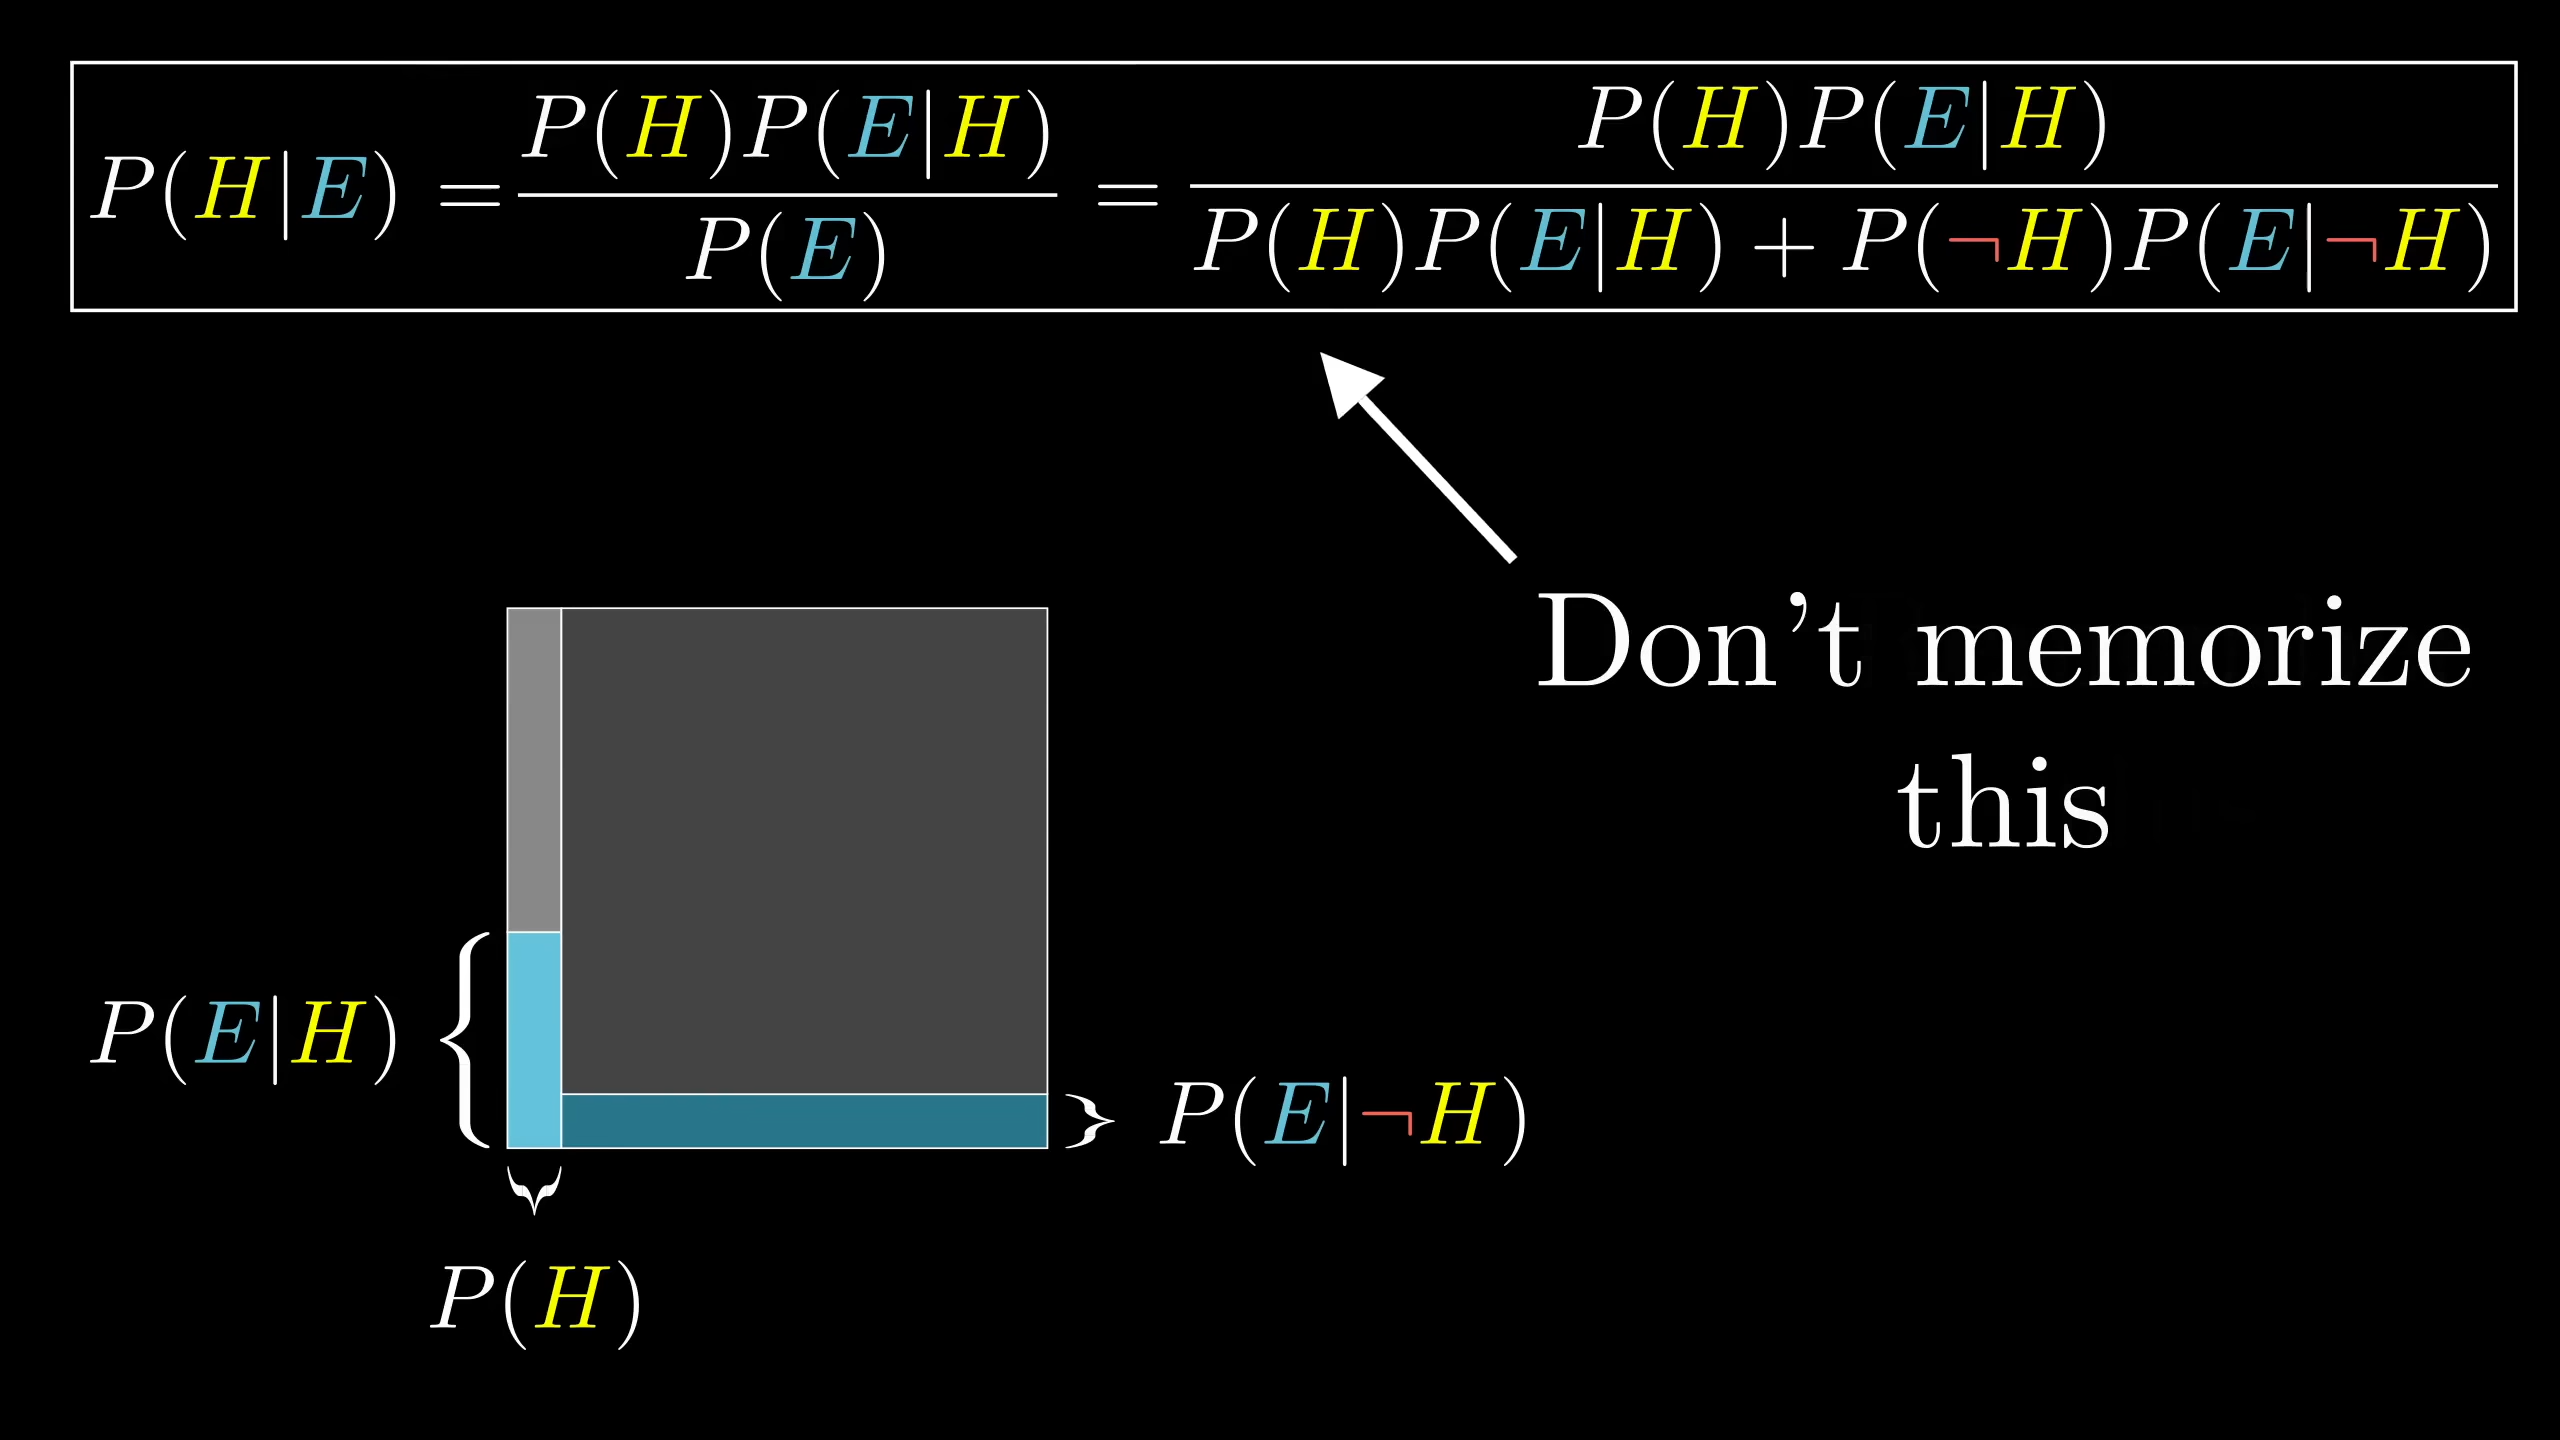 P(H|E) = P(H)P(E|H) / P(E) = P(H)P(E|H) / P(H)P(E|H) + P(¬H)P(E|¬H)
Don't memorize
this
P(E|H)
P(E|¬H)
P(H)